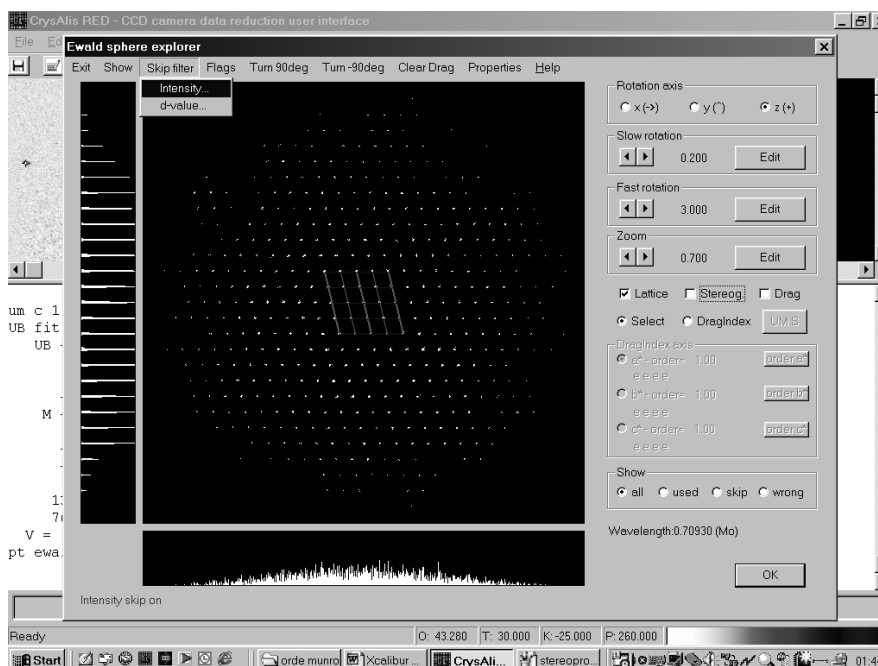 CrysAlis RED - CCD camera data reduction user interface
File
Ewald sphere explorer
Exit Show Skip filter Flags Turn 90deg Turn -90deg Clear Drag Properties Help
Intensity...
d-value...
Rotation axis
x (->) y (^) z (+)
Slow rotation
0.200 Edit
Fast rotation
3.000 Edit
Zoom
0.700 Edit
Lattice Stereog. Drag
Select DragIndex UM S
DragIndex axis
a*-order= 1.00 order a*
e e e e
b*-order= 1.00 order b*
e e e e
c*-order= 1.00 order c*
e e e e
Show
all used skip wrong
Wavelength:0.70930 (Mo)
OK
Intensity skip on
um c 1
UB fit
UB
M
V =
pt ewa
Ready O: 43.280 T: 30.000 K:-25.000 P: 260.000
Start orde munro Xcalibur ... CrysAli... stereopro... 01:4